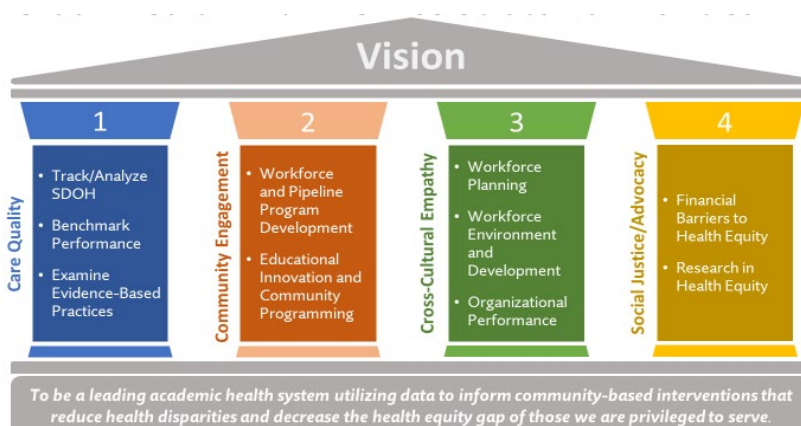 Vision
1
Care Quality
• Track/Analyze
SDOH
• Benchmark
Performance
• Examine
Evidence-Based
Practices
2
Community Engagement
• Workforce
and Pipeline
Program
Development
• Educational
Innovation and
Community
Programming
3
Cross-Cultural Empathy
• Workforce
Planning
• Workforce
Environment
and
Development
• Organizational
Performance
4
Social Justice/Advocacy
• Financial
Barriers to
Health Equity
• Research in
Health Equity
To be a leading academic health system utilizing data to inform community-based interventions that
reduce health disparities and decrease the health equity gap of those we are privileged to serve.